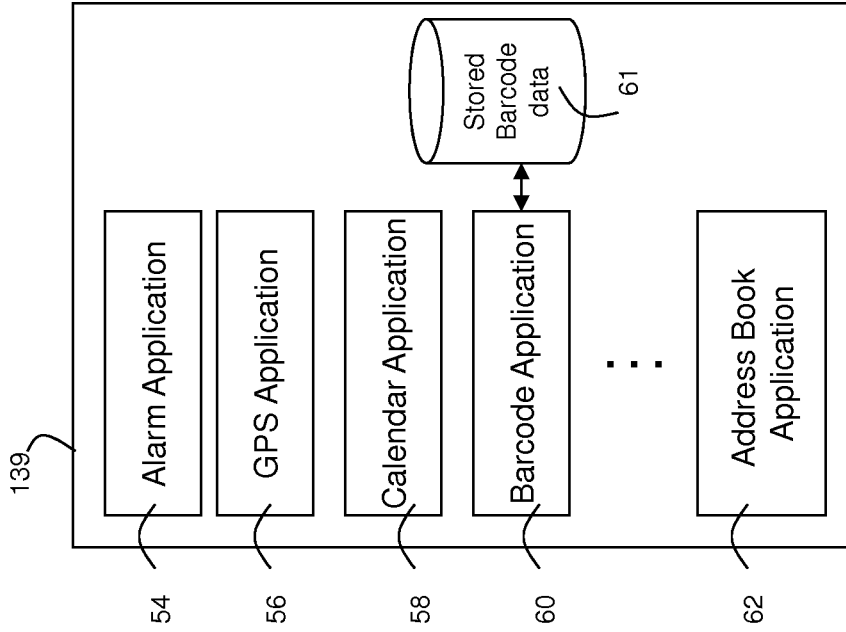 139
54
Alarm Application
56
GPS Application
58
Calendar Application
60
Barcode Application
Stored
Barcode
data
61
...
62
Address Book
Application